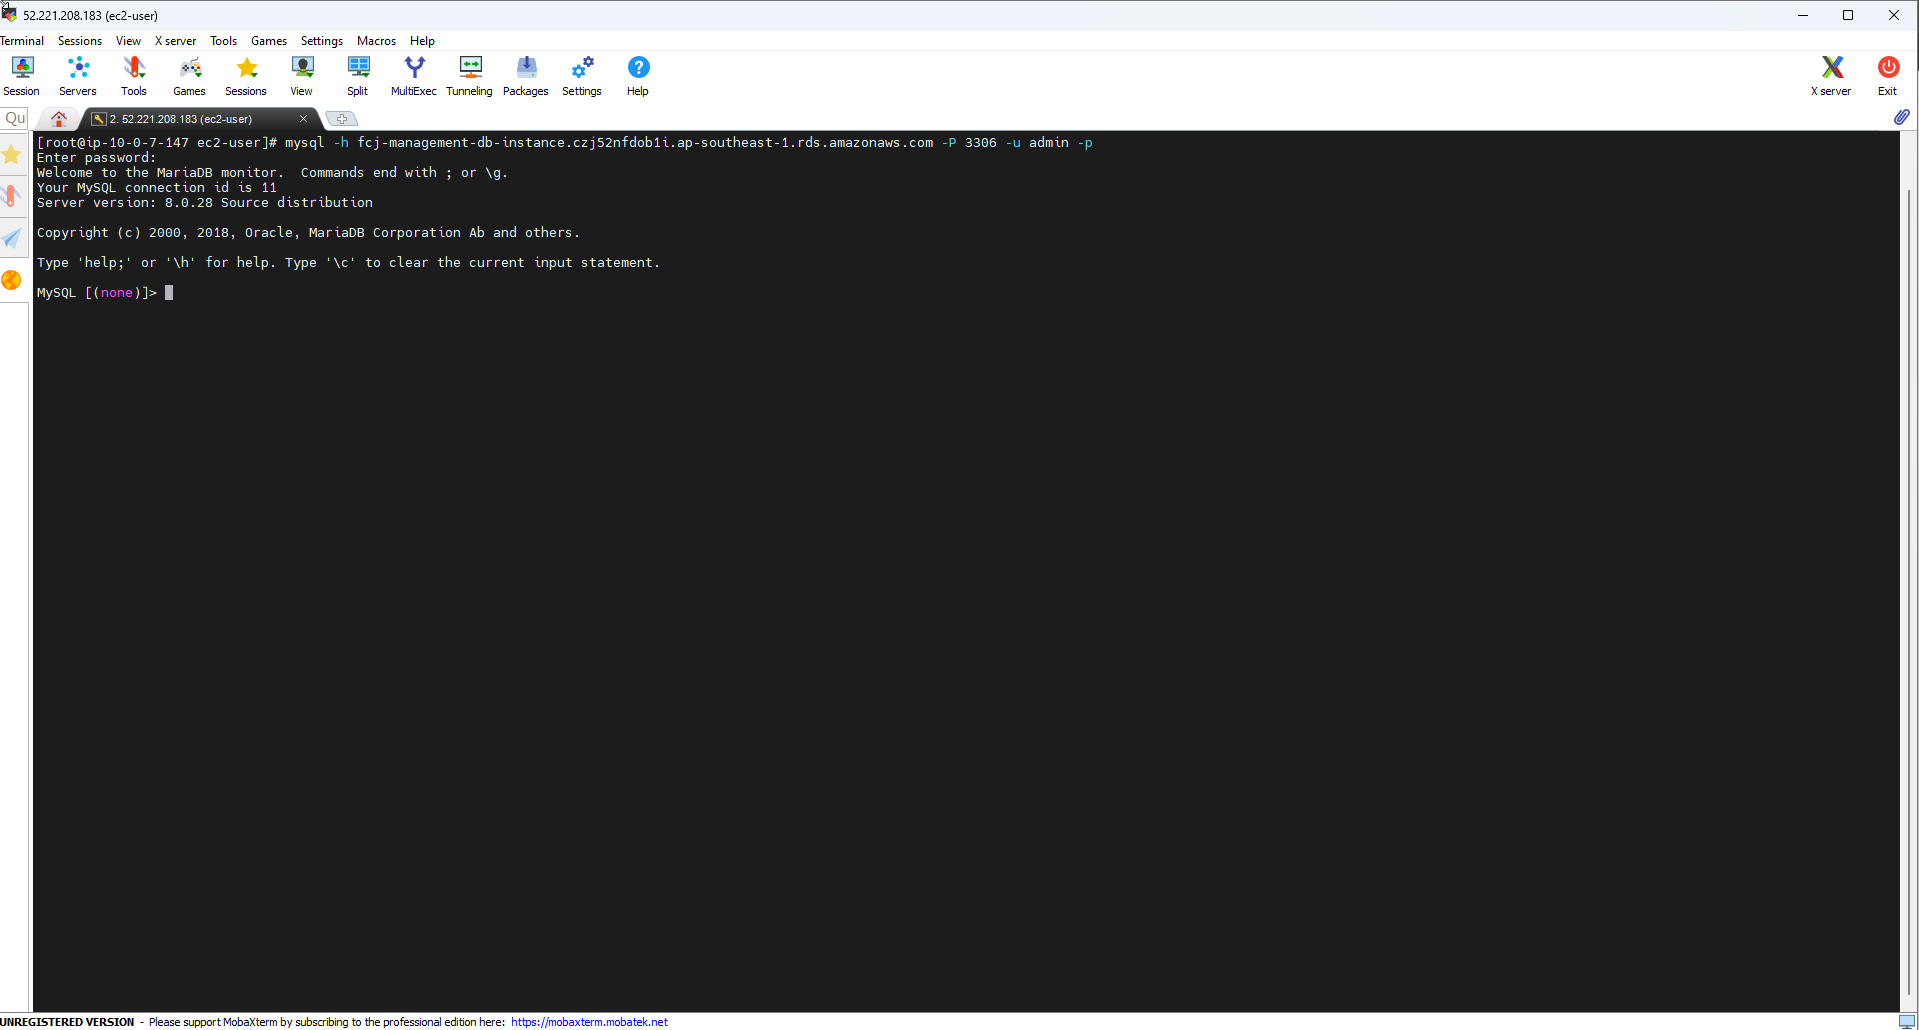 52.221.208.183 (ec2-user)
Terminal Sessions View X server Tools Games Settings Macros Help
Session Servers Tools Games Sessions View Split MultiExec Tunneling Packages Settings Help X server Exit
Qu
2. 52.221.208.183 (ec2-user)
[root@ip-10-0-7-147 ec2-user]# mysql -h fcj-management-db-instance.czj52nfdob1i.ap-southeast-1.rds.amazonaws.com -P 3306 -u admin -p
Enter password:
Welcome to the MariaDB monitor.  Commands end with ; or \g.
Your MySQL connection id is 11
Server version: 8.0.28 Source distribution
Copyright (c) 2000, 2018, Oracle, MariaDB Corporation Ab and others.
Type 'help;' or '\h' for help. Type '\c' to clear the current input statement.
MySQL [(none)]>
UNREGISTERED VERSION - Please support MobaXterm by subscribing to the professional edition here: https://mobaxterm.mobatek.net